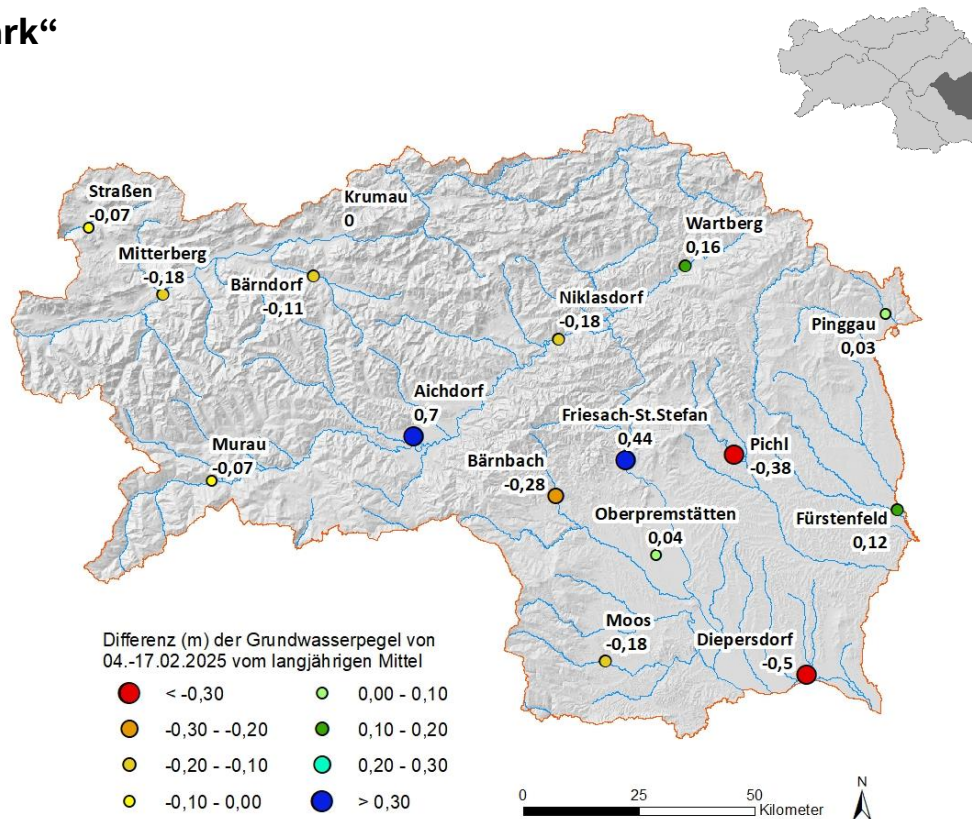 ark“
Straßen
-0,07
Krumau
0
Wartberg
0,16
Mitterberg
-0,18
Bärndorf
-0,11
Niklasdorf
-0,18
Pinggau
0,03
Aichdorf
0,7
Friesach-St.Stefan
0,44
Pichl
-0,38
Murau
-0,07
Bärnbach
-0,28
Oberpremstätten
0,04
Fürstenfeld
0,12
Moos
-0,18
Diepersdorf
-0,5
Differenz (m) der Grundwasserpegel von
04.-17.02.2025 vom langjährigen Mittel
< -0,30
-0,30 - -0,20
-0,20 - -0,10
-0,10 - 0,00
0,00 - 0,10
0,10 - 0,20
0,20 - 0,30
> 0,30
0 25 50
Kilometer
N